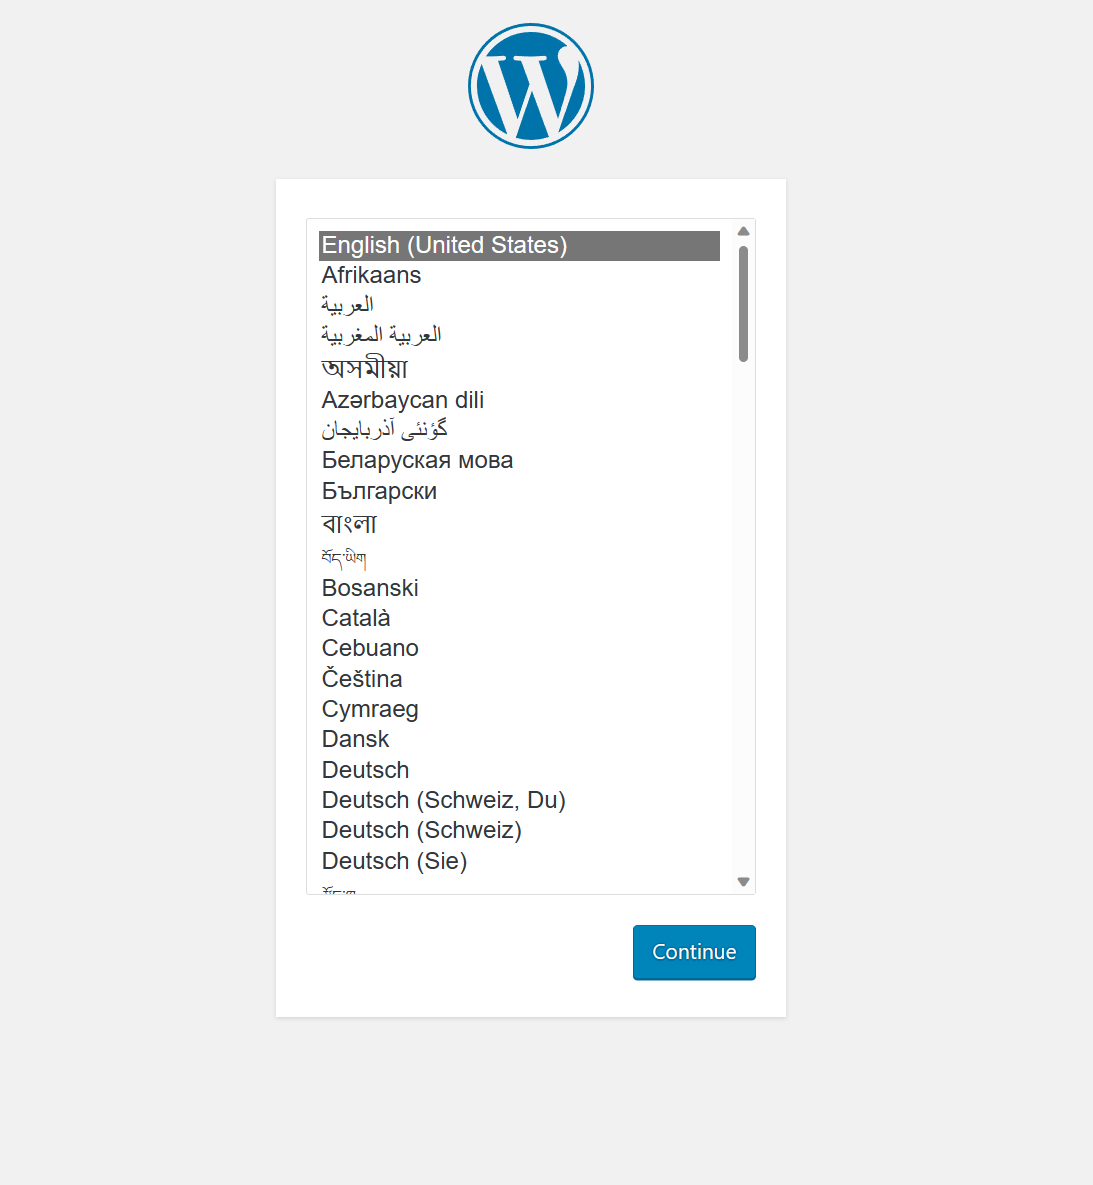 English (United States)
Afrikaans
العربية
العربية المغربية
অসমীয়া
Azərbaycan dili
گؤنئی آذربایجان
Беларуская мова
Български
বাংলা
བོད་ཡིག
Bosanski
Català
Cebuano
Čeština
Cymraeg
Dansk
Deutsch
Deutsch (Schweiz, Du)
Deutsch (Schweiz)
Deutsch (Sie)
Continue